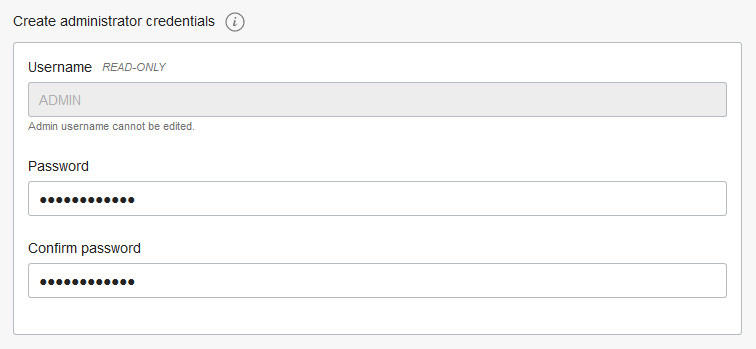 Create administrator credentials
Username READ-ONLY
ADMIN
Admin username cannot be edited.
Password
••••••••••••
Confirm password
••••••••••••